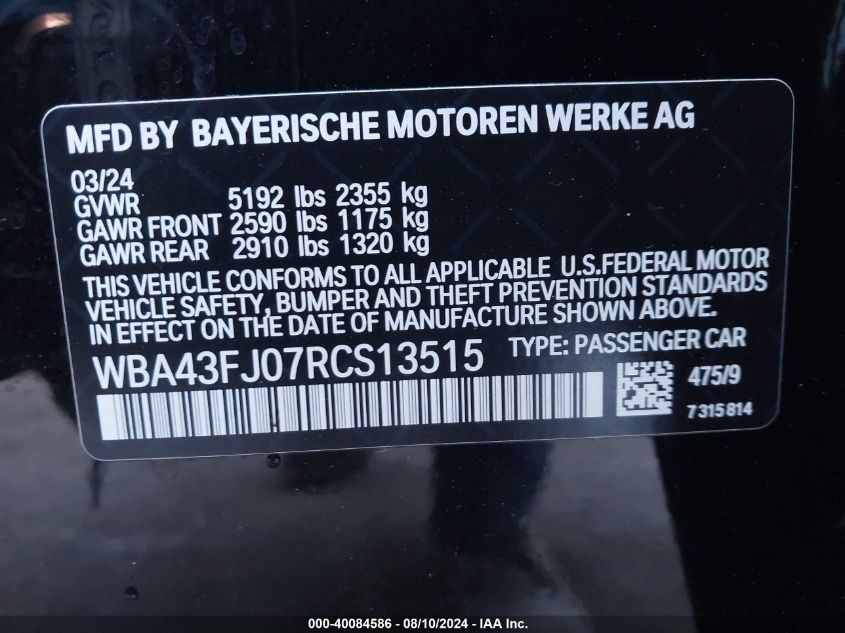 MFD BY BAYERISCHE MOTOREN WERKE AG
03/24
GVWR 5192 lbs 2355 kg
GAWR FRONT 2590 lbs 1175 kg
GAWR REAR 2910 lbs 1320 kg
THIS VEHICLE CONFORMS TO ALL APPLICABLE U.S.FEDERAL MOTOR
VEHICLE SAFETY, BUMPER AND THEFT PREVENTION STANDARDS
IN EFFECT ON THE DATE OF MANUFACTURE SHOWN ABOVE.
WBA43FJ07RCS13515 TYPE: PASSENGER CAR
475/9
7 315 814
000-40084586 - 08/10/2024 - IAA Inc.